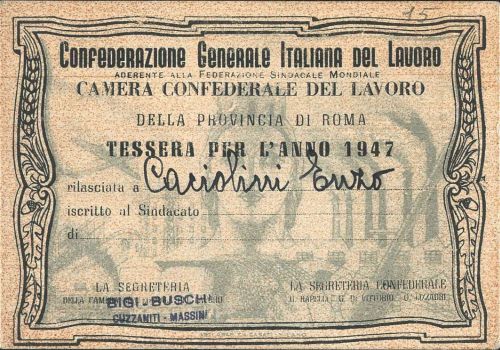 15
Confederazione Generale Italiana del Lavoro
ADERENTE ALLA FEDERAZIONE SINDACALE MONDIALE
CAMERA CONFEDERALE DEL LAVORO
DELLA PROVINCIA DI ROMA
TESSERA PER L'ANNO 1947
rilasciata a Caciolini Enzo
iscritto al Sindacato
di
LA SEGRETERIA
LA SEGRETERIA CONFEDERALE
DELLA
BIGI - BUSCHI
CUZZANITI - MASSINI